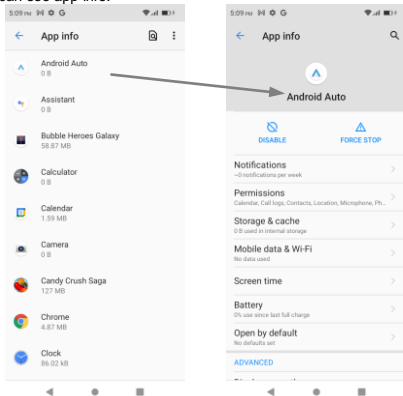 5:09 PM
App info
Android Auto
0 B
Assistant
0 B
Bubble Heroes Galaxy
58.87 MB
Calculator
0 B
Calendar
1.59 MB
Camera
0 B
Candy Crush Saga
127 MB
Chrome
4.87 MB
Clock
86.02 kB
5:09 PM
App info
Android Auto
DISABLE
FORCE STOP
Notifications
~0 notifications per week
Permissions
Calendar, Call logs, Contacts, Location, Microphone, Ph...
Storage & cache
0 B used in internal storage
Mobile data & Wi-Fi
No data used
Screen time
Battery
0% use since last full charge
Open by default
No defaults set
ADVANCED